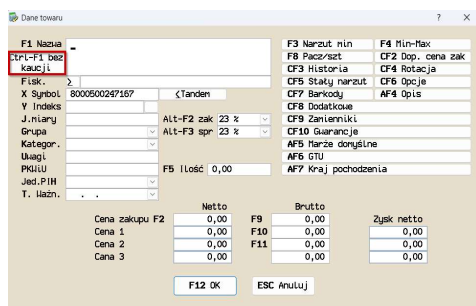 Dane towaru ? X
F1 Nazwa F3 Narzut min F4 Min-Max
Ctrl-F1 bez F8 Pacz/szt CF2 Dop. cena zak
kaucji CF3 Historia CF4 Rotacja
Fisk. > CF5 Stały narzut CF6 Opcje
X Symbol 8000500247167 <Tandem CF7 Barkody AF4 Opis
Y Indeks CF8 Dodatkowe
J.miary Alt-F2 zak 23 % CF9 Zamienniki
Grupa Alt-F3 spr 23 % CF10 Gwarancje
Kategor. AF5 Marże domyślne
Uwagi AF6 GTU
PKWiU F5 Ilość 0,00 AF7 Kraj pochodzenia
Jed.PIH
T. Ważn. . .
Netto Brutto
Cena zakupu F2 0,00 F9 0,00 Zysk netto
Cena 1 0,00 F10 0,00 0,00
Cena 2 0,00 F11 0,00 0,00
Cana 3 0,00 0,00 0,00
F12 OK ESC Anuluj